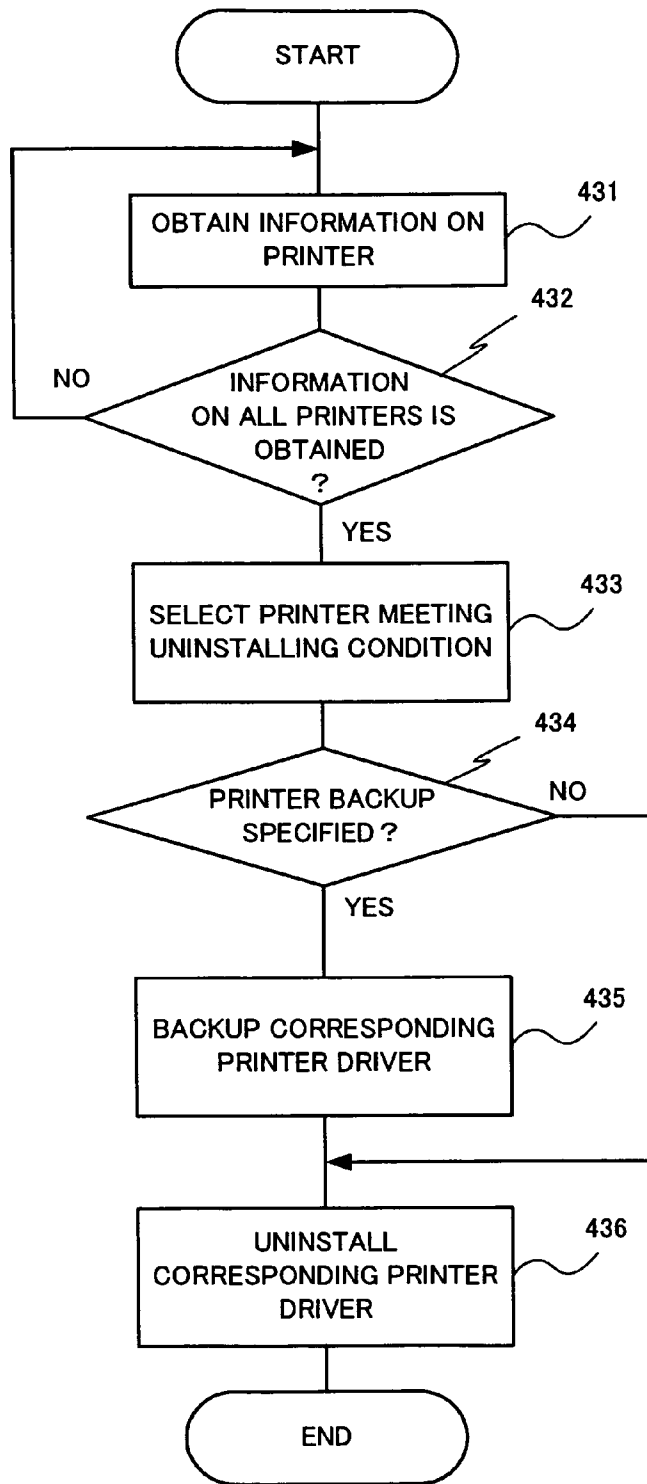 START
OBTAIN INFORMATION ON
PRINTER
431
432
NO
INFORMATION
ON ALL PRINTERS IS
OBTAINED
?
YES
SELECT PRINTER MEETING
UNINSTALLING CONDITION
433
434
PRINTER BACKUP
SPECIFIED ?
NO
YES
BACKUP CORRESPONDING
PRINTER DRIVER
435
UNINSTALL
CORRESPONDING PRINTER
DRIVER
436
END